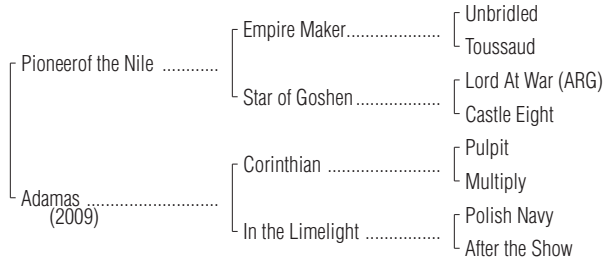 Unbridled
Empire Maker....................
Toussaud
Pioneerof the Nile ............
Lord At War (ARG)
Star of Goshen..................
Castle Eight
Pulpit
Corinthian ........................
Multiply
Adamas ............................
(2009)
Polish Navy
In the Limelight ................
After the Show